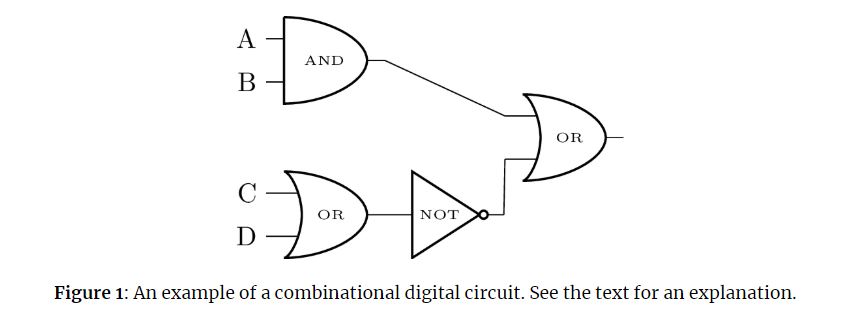 A
AND
B
OR
C
OR
NOT
D
Figure 1: An example of a combinational digital circuit. See the text for an explanation.